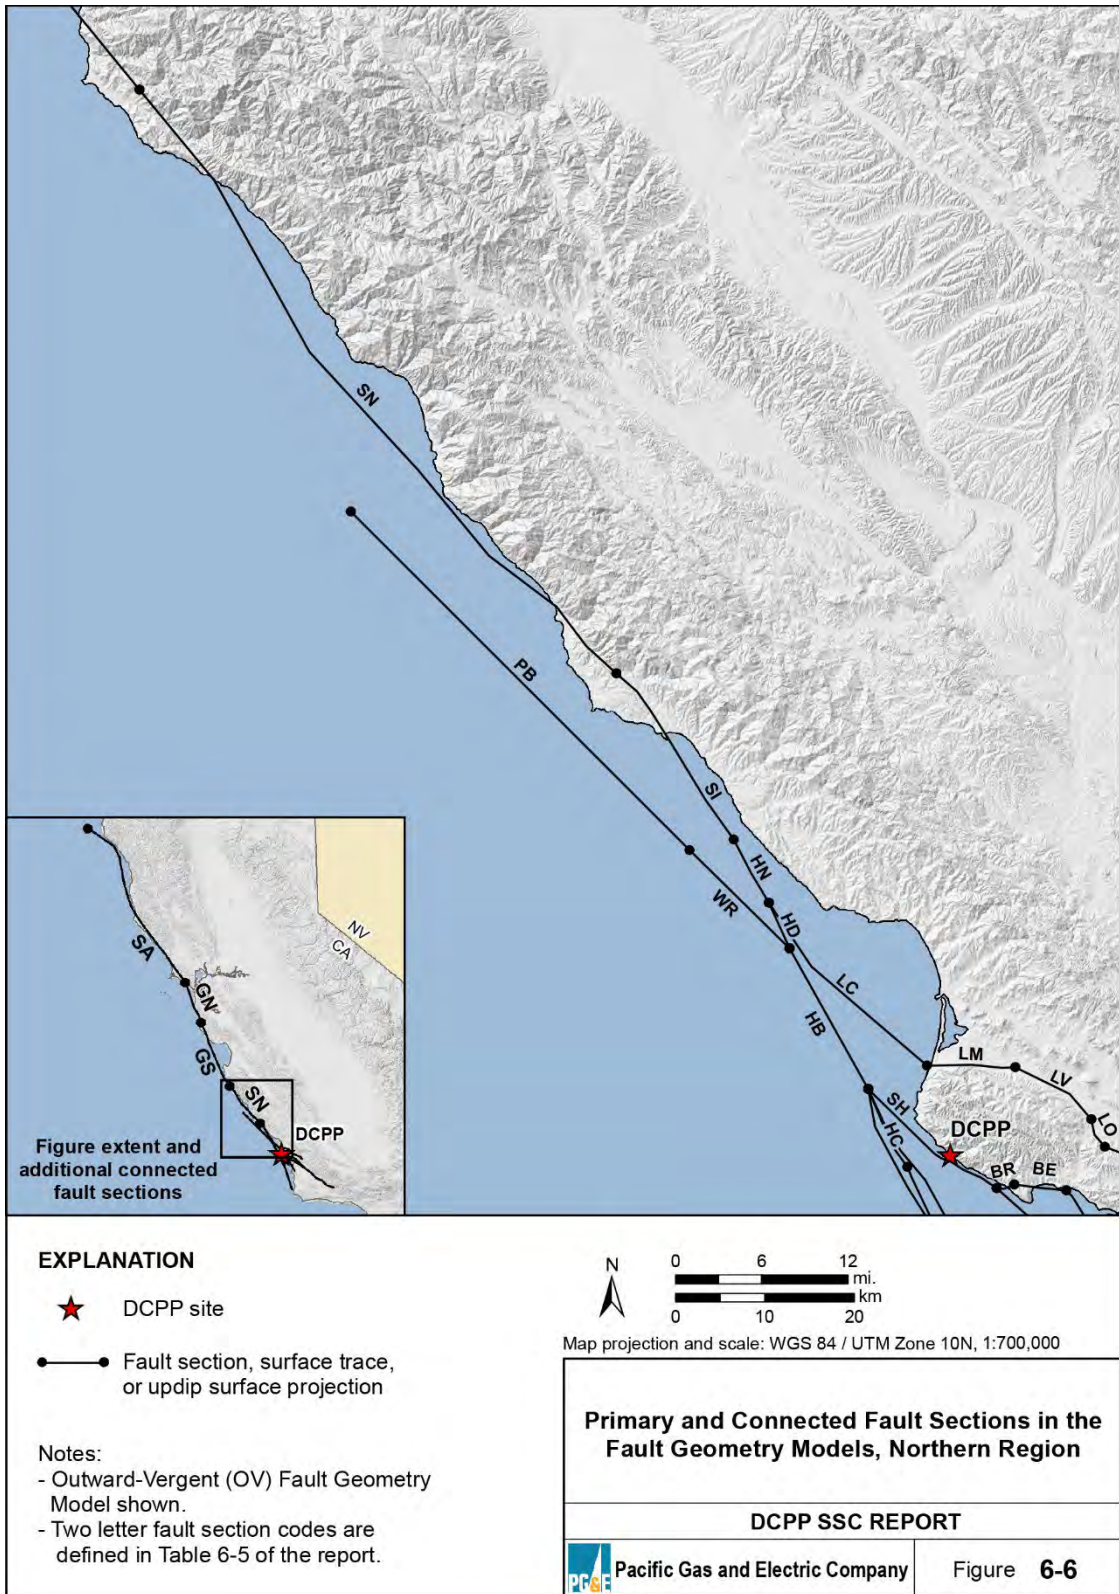 SN
PB
SI
HN
WR
HD
LC
HB
LM
LV
LO
SH
HC
DCPP
BR
BE
NV
CA
SA
GN
GS
SN
DCPP
Figure extent and
additional connected
fault sections
EXPLANATION
DCPP site
Fault section, surface trace,
or updip surface projection
Notes:
- Outward-Vergent (OV) Fault Geometry
Model shown.
- Two letter fault section codes are
defined in Table 6-5 of the report.
N
0 6 12
mi.
km
0 10 20
Map projection and scale: WGS 84 / UTM Zone 10N, 1:700,000
Primary and Connected Fault Sections in the
Fault Geometry Models, Northern Region
DCPP SSC REPORT
PG&E Pacific Gas and Electric Company
Figure 6-6